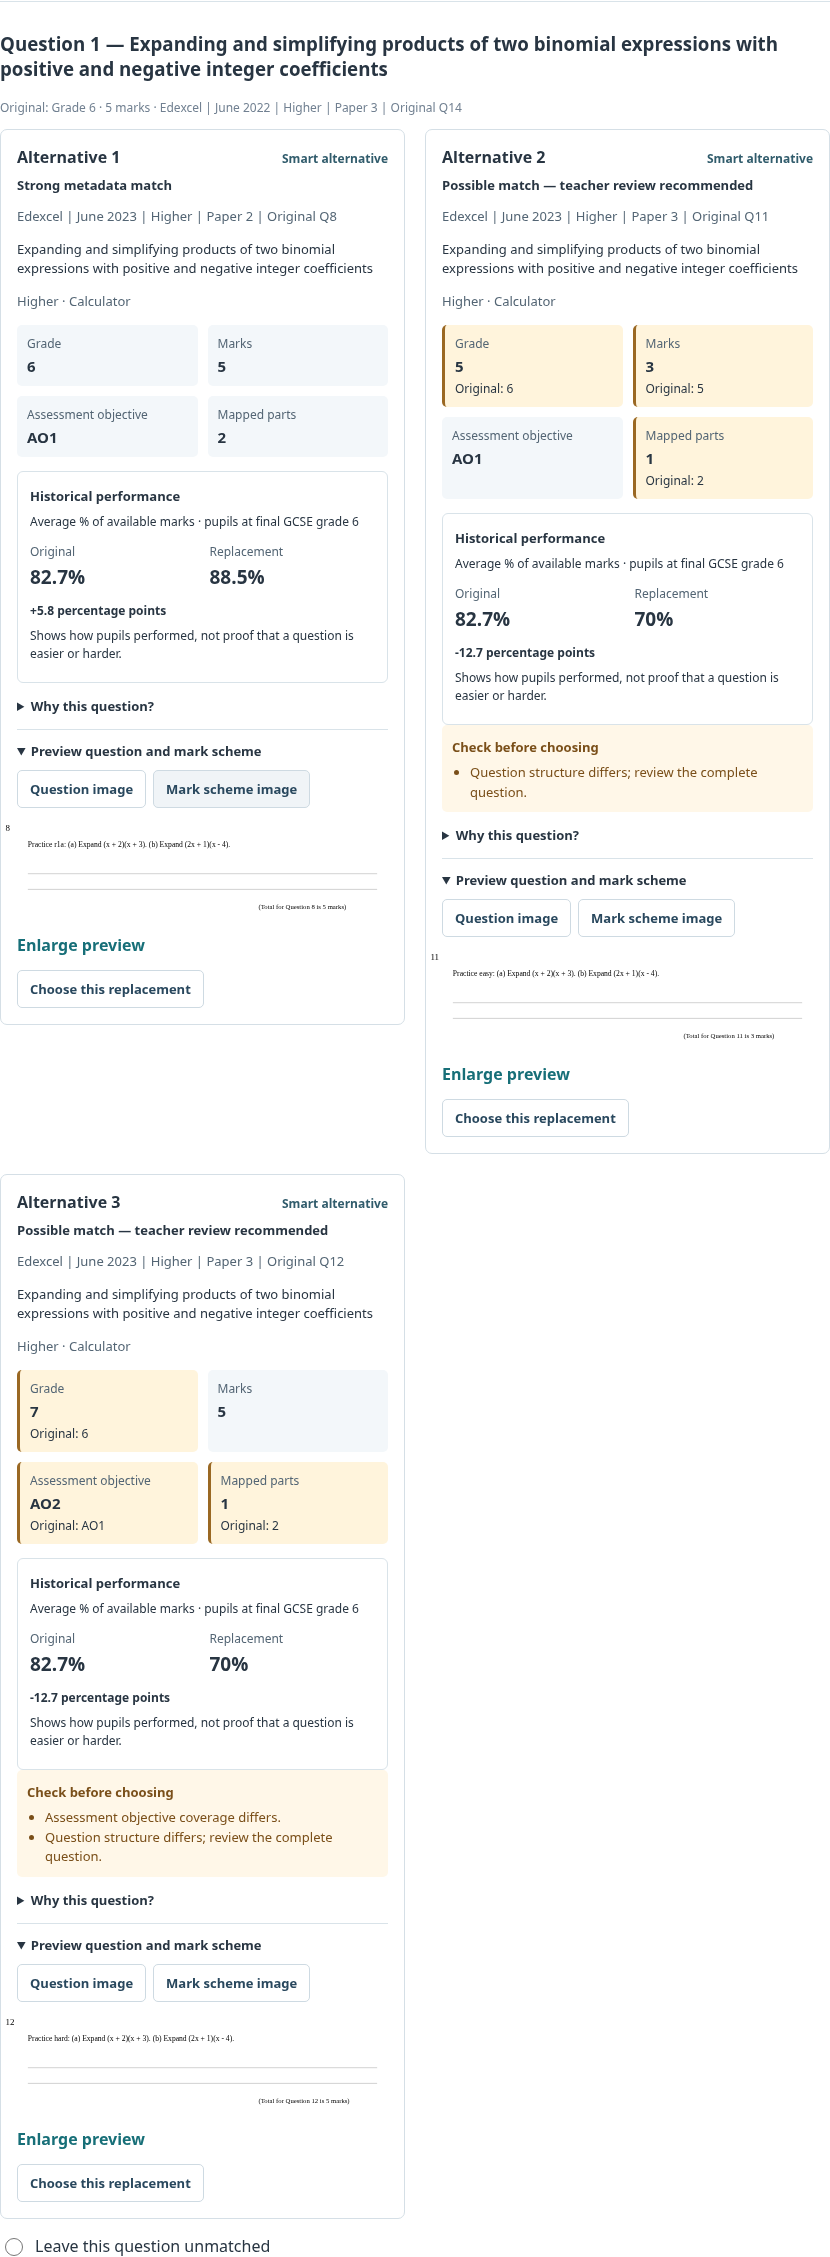 Question 1 — Expanding and simplifying products of two binomial expressions with
positive and negative integer coefficients
Original: Grade 6 · 5 marks · Edexcel | June 2022 | Higher | Paper 3 | Original Q14
Alternative 1
Smart alternative
Strong metadata match
Edexcel | June 2023 | Higher | Paper 2 | Original Q8
Expanding and simplifying products of two binomial
expressions with positive and negative integer coefficients
Higher · Calculator
Grade
6
Marks
5
Assessment objective
AO1
Mapped parts
2
Historical performance
Average % of available marks · pupils at final GCSE grade 6
Original
82.7%
Replacement
88.5%
+5.8 percentage points
Shows how pupils performed, not proof that a question is
easier or harder.
Why this question?
Preview question and mark scheme
Question image
Mark scheme image
8
Practice r1a: (a) Expand (x + 2)(x + 3). (b) Expand (2x + 1)(x - 4).
(Total for Question 8 is 5 marks)
Enlarge preview
Choose this replacement
Alternative 2
Smart alternative
Possible match — teacher review recommended
Edexcel | June 2023 | Higher | Paper 3 | Original Q11
Expanding and simplifying products of two binomial
expressions with positive and negative integer coefficients
Higher · Calculator
Grade
5
Original: 6
Marks
3
Original: 5
Assessment objective
AO1
Mapped parts
1
Original: 2
Historical performance
Average % of available marks · pupils at final GCSE grade 6
Original
82.7%
Replacement
70%
-12.7 percentage points
Shows how pupils performed, not proof that a question is
easier or harder.
Check before choosing
• Question structure differs; review the complete
question.
Why this question?
Preview question and mark scheme
Question image
Mark scheme image
11
Practice easy: (a) Expand (x + 2)(x + 3). (b) Expand (2x + 1)(x - 4).
(Total for Question 11 is 3 marks)
Enlarge preview
Choose this replacement
Alternative 3
Smart alternative
Possible match — teacher review recommended
Edexcel | June 2023 | Higher | Paper 3 | Original Q12
Expanding and simplifying products of two binomial
expressions with positive and negative integer coefficients
Higher · Calculator
Grade
7
Original: 6
Marks
5
Assessment objective
AO2
Original: AO1
Mapped parts
1
Original: 2
Historical performance
Average % of available marks · pupils at final GCSE grade 6
Original
82.7%
Replacement
70%
-12.7 percentage points
Shows how pupils performed, not proof that a question is
easier or harder.
Check before choosing
• Assessment objective coverage differs.
• Question structure differs; review the complete
question.
Why this question?
Preview question and mark scheme
Question image
Mark scheme image
12
Practice hard: (a) Expand (x + 2)(x + 3). (b) Expand (2x + 1)(x - 4).
(Total for Question 12 is 5 marks)
Enlarge preview
Choose this replacement
Leave this question unmatched